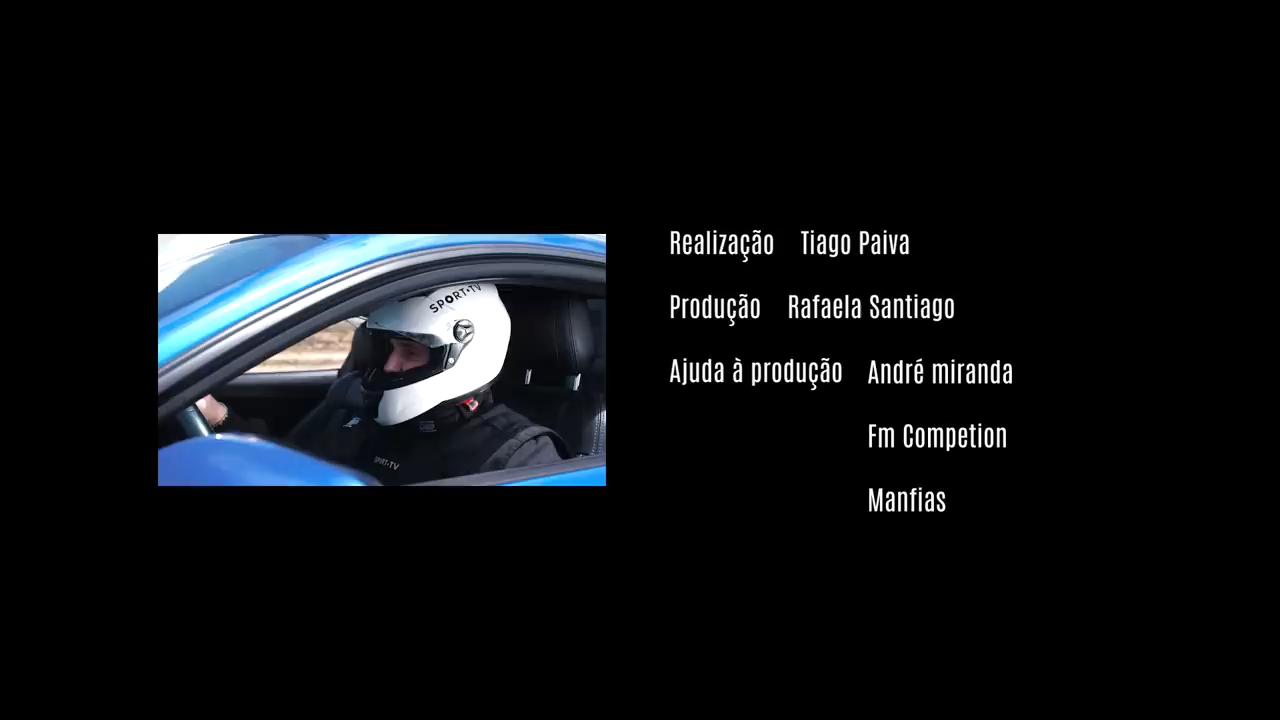 SPORT•TV
SPORT•TV
Realização Tiago Paiva
Produção Rafaela Santiago
Ajuda à produção André miranda
Fm Competion
Manfias